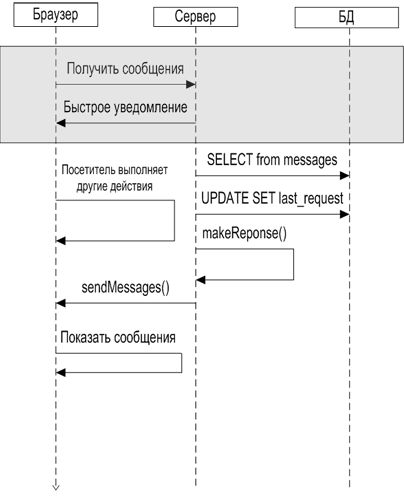 Браузер
Сервер
БД
Получить сообщения
Быстрое уведомление
SELECT from messages
Посетитель выполняет
другие действия
UPDATE SET last_request
makeReponse()
sendMessages()
Показать сообщения